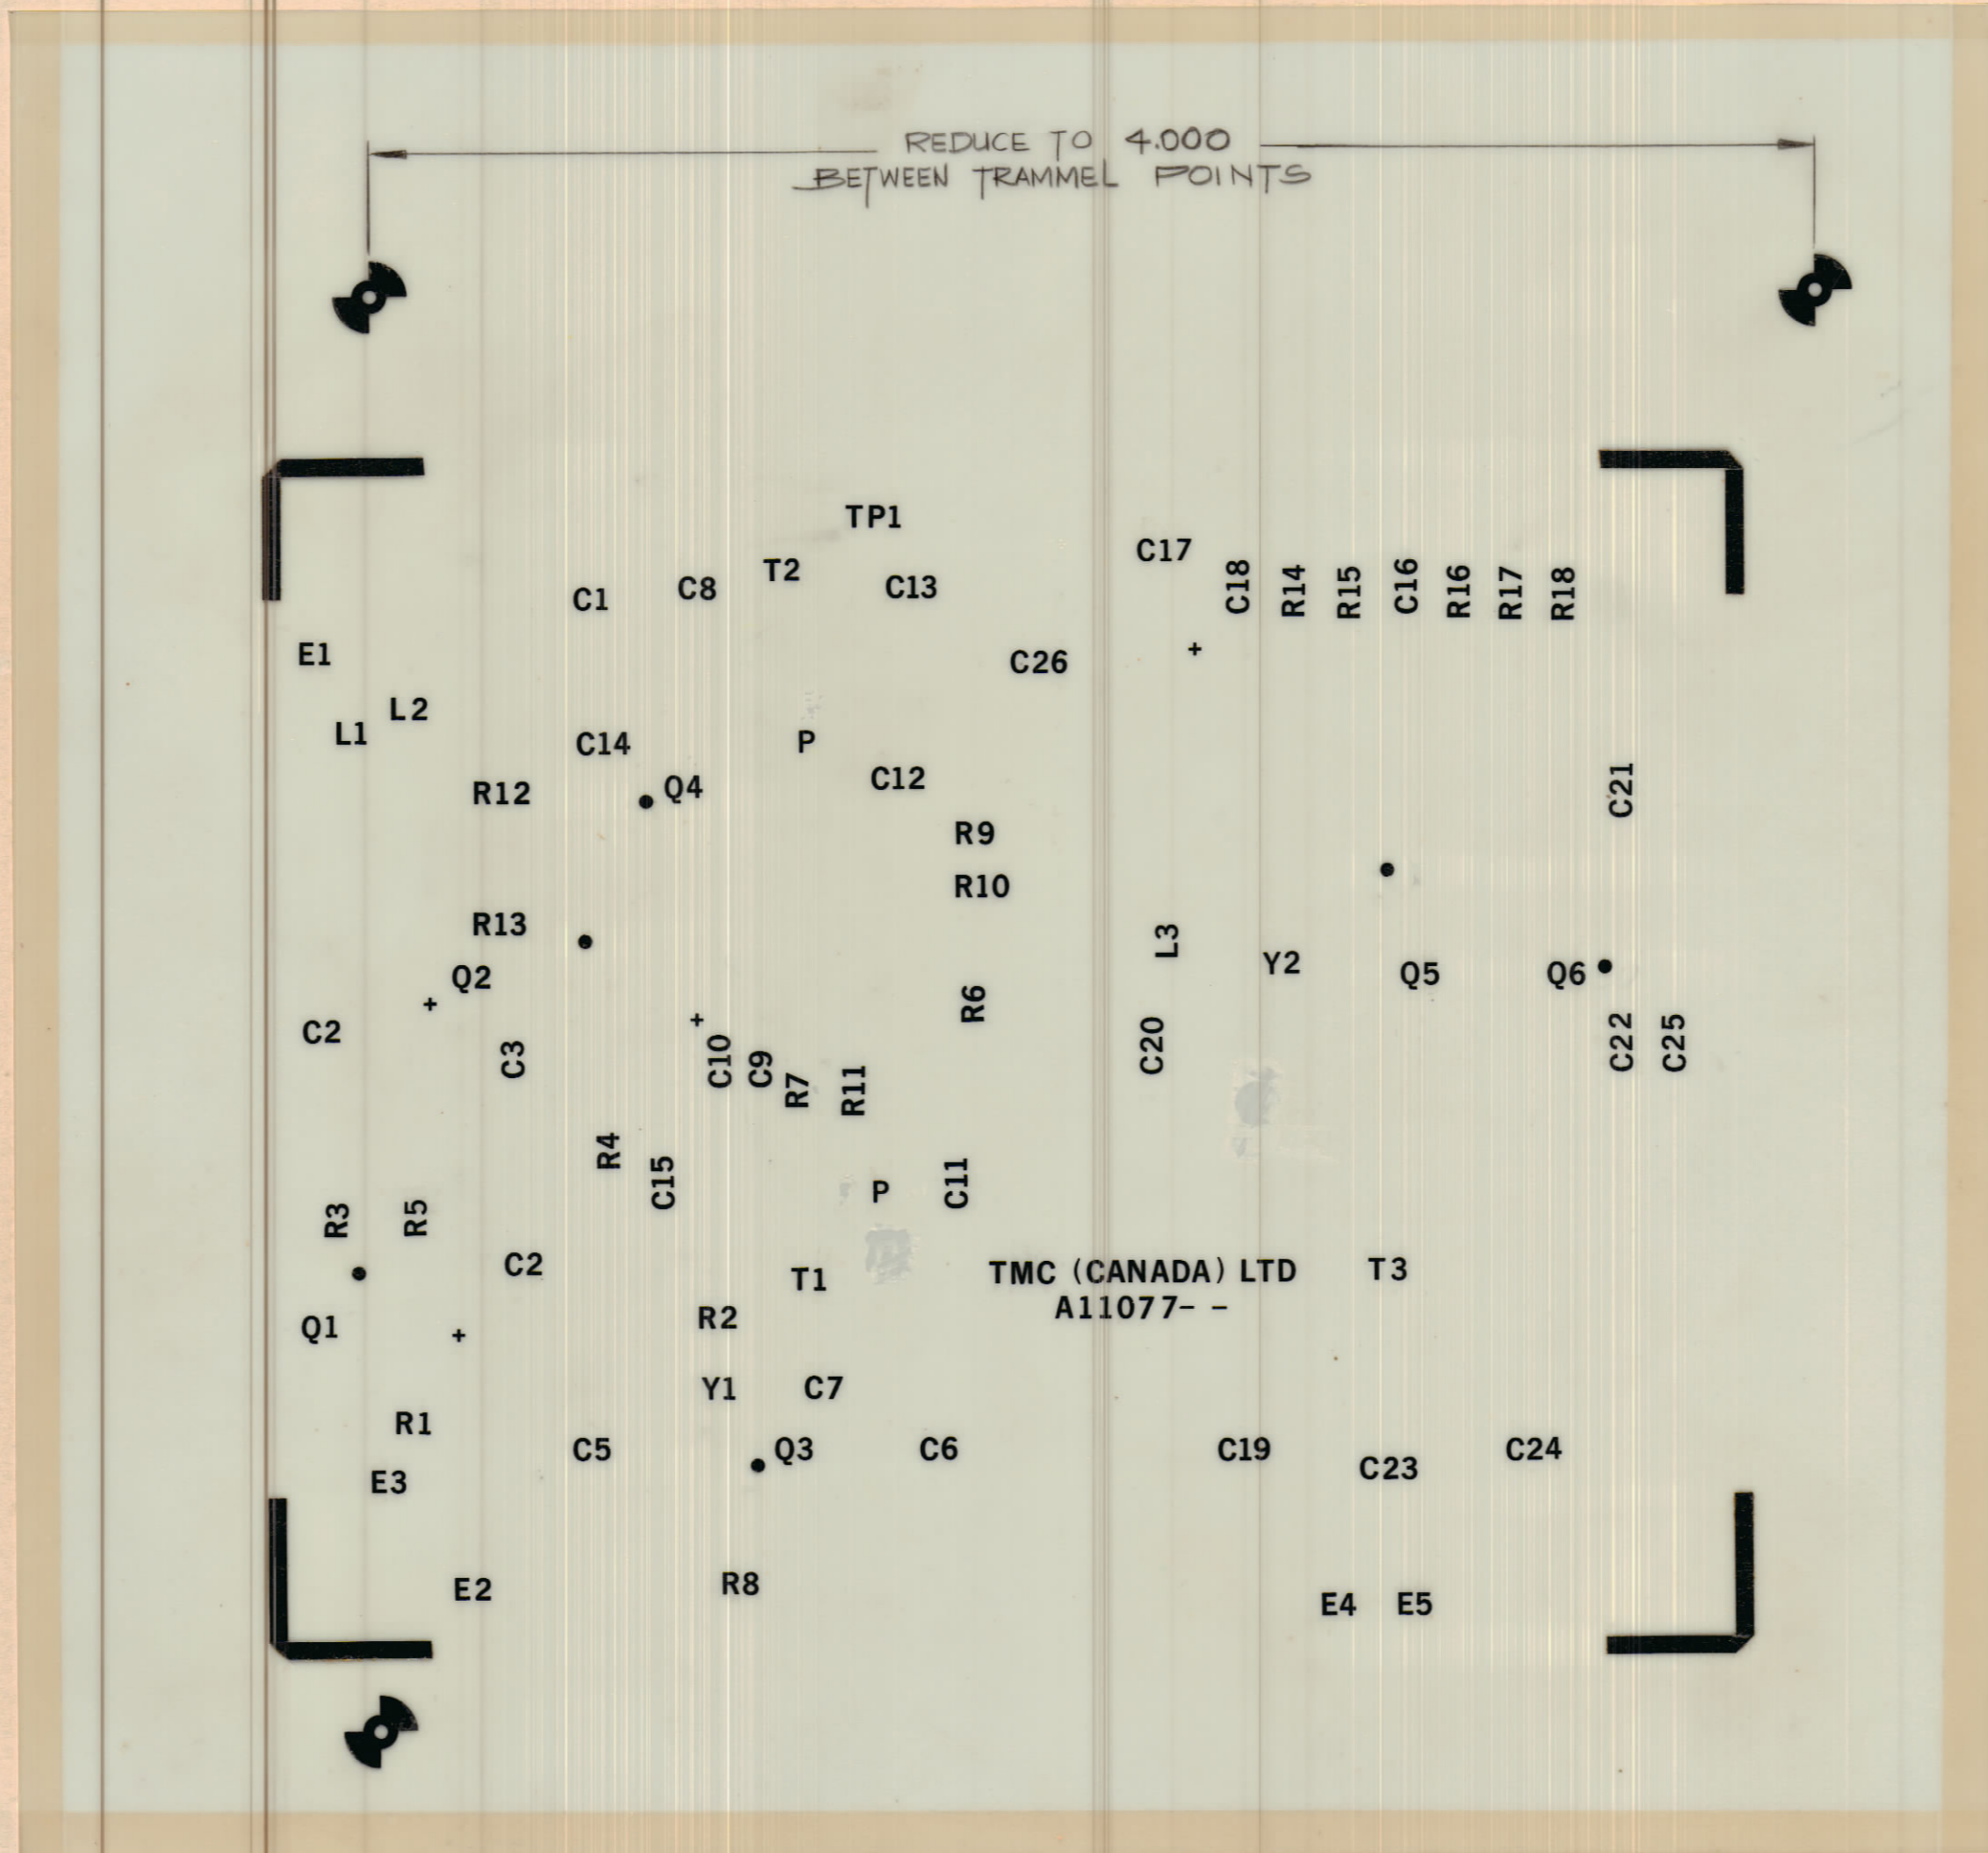 REDUCE TO 4.000
BETWEEN TRAMMEL POINTS
TP1
C17
T2
C8
C13
C1
C18
R14
R15
C16
R16
R17
R18
E1
+
C26
L2
L1
C14
P
C12
Q4
R12
C21
R9
R10
R13
L3
Y2
Q5
Q6
Q2
+
R6
+
C2
C3
C10
C9
R7
R11
C20
C22
C25
R4
C15
P
C11
R3
R5
C2
T1
TMC (CANADA) LTD
A11077- -
T3
R2
Q1
+
Y1
C7
R1
C5
Q3
C6
C19
C23
C24
E3
E2
R8
E4
E5